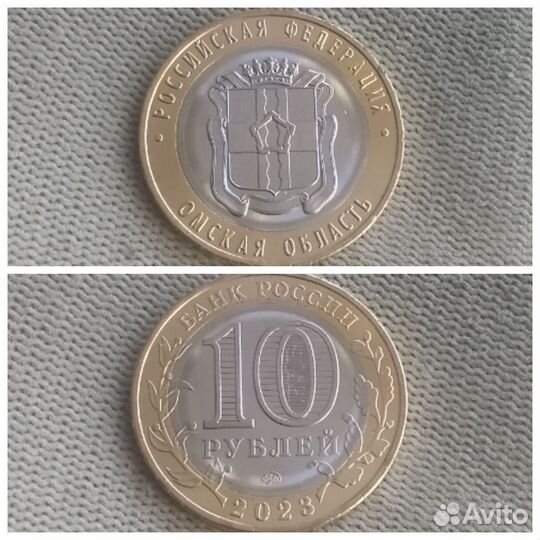 • РОССИЙСКАЯ ФЕДЕРАЦИЯ •
ОМСКАЯ ОБЛАСТЬ
БАНК РОССИИ
10
РУБЛЕЙ
2023
Avito